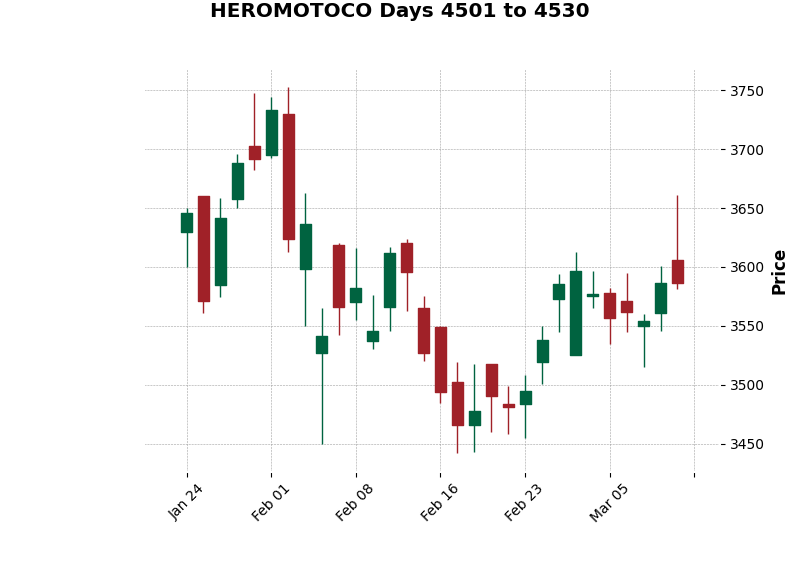 HEROMOTOCO Days 4501 to 4530
3750
3700
3650
3600
3550
3500
3450
Price
Jan 24
Feb 01
Feb 08
Feb 16
Feb 23
Mar 05